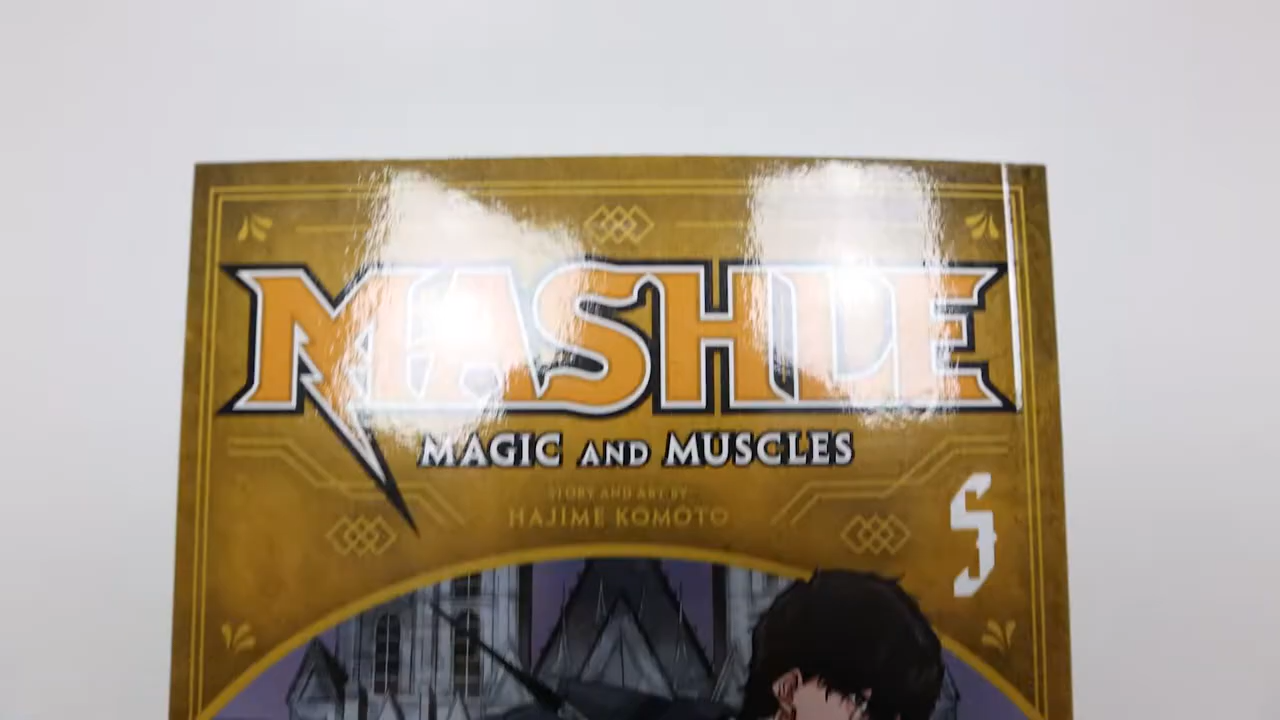 MASHLE
MAGIC AND MUSCLES
STORY AND ART BY
HAJIME KOMOTO
5